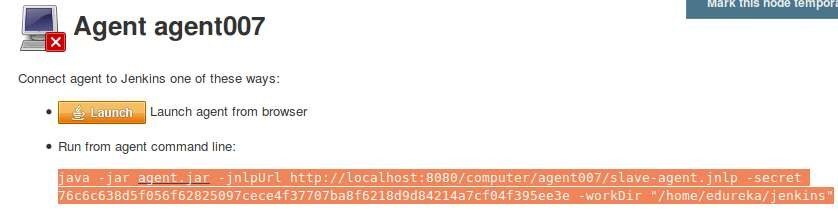 Mark this node tempora
Agent agent007
Connect agent to Jenkins one of these ways:
Launch Launch agent from browser
Run from agent command line:
java -jar agent.jar -jnlpUrl http://localhost:8080/computer/agent007/slave-agent.jnlp -secret
76c6c638d5f056f62825097cece4f37707ba8f6218d9d84214a7cf04f395ee3e -workDir "/home/edureka/jenkins"